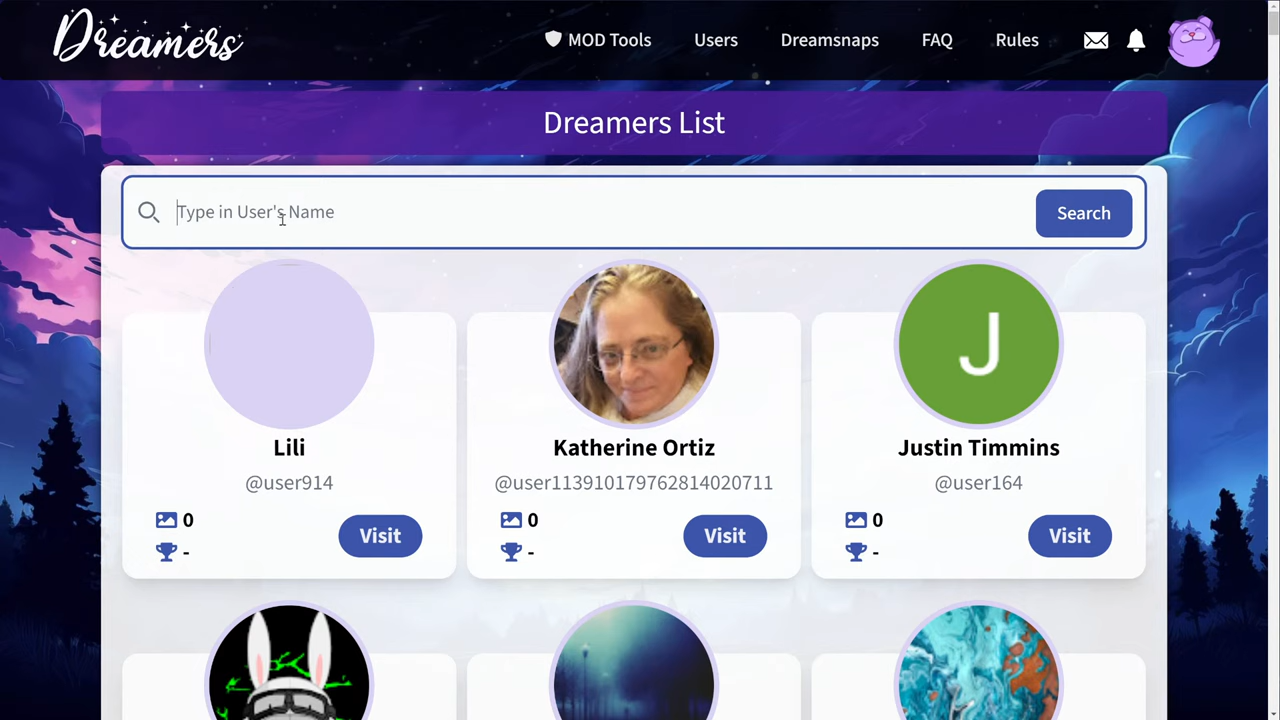 Dreamers
MOD Tools Users Dreamsnaps FAQ Rules
Dreamers List
Type in User's Name Search
Lili
@user914
0
-
Visit
Katherine Ortiz
@user113910179762814020711
0
-
Visit
J
Justin Timmins
@user164
0
-
Visit